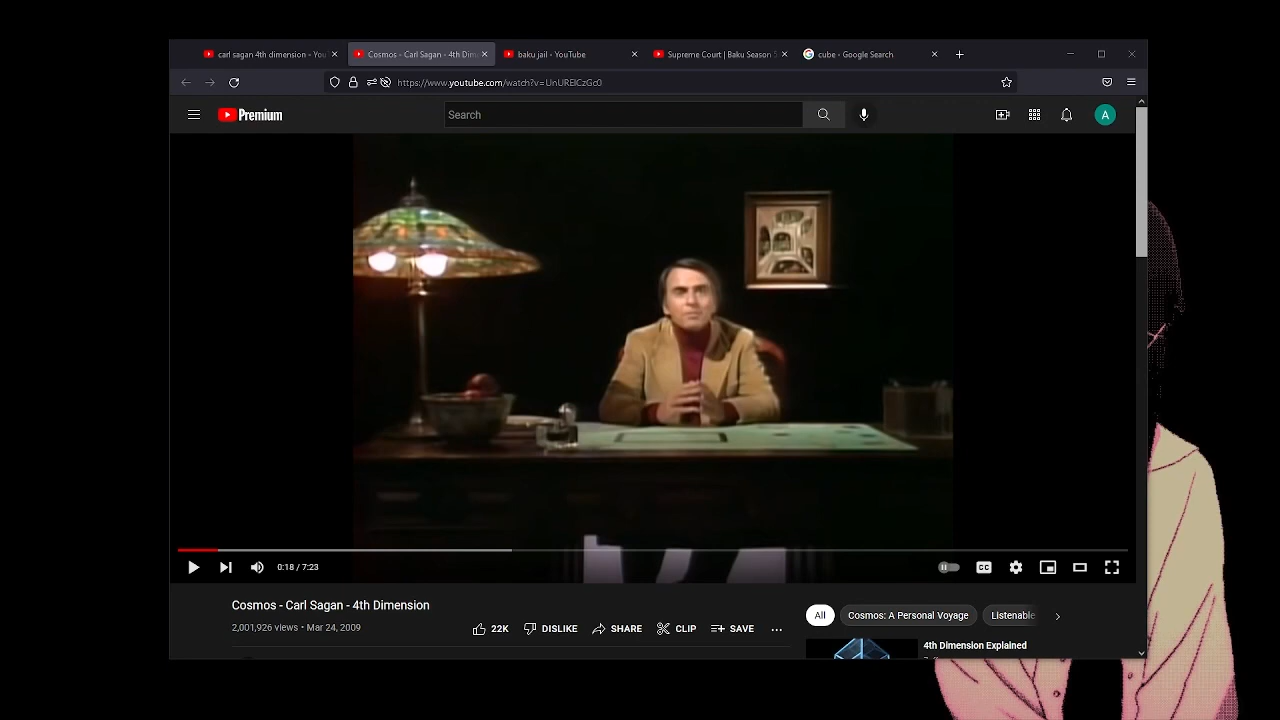 carl sagan 4th dimension - You
Cosmos - Carl Sagan - 4th Dim
baku jail - YouTube
Supreme Court | Baku Season 5
cube - Google Search
https://www.youtube.com/watch?v=UnURElCzGc0
Premium
Search
A
0:18 / 7:23
CC
Cosmos - Carl Sagan - 4th Dimension
2,001,926 views • Mar 24, 2009
22K
DISLIKE
SHARE
CLIP
SAVE
All
Cosmos: A Personal Voyage
Listenable
4th Dimension Explained